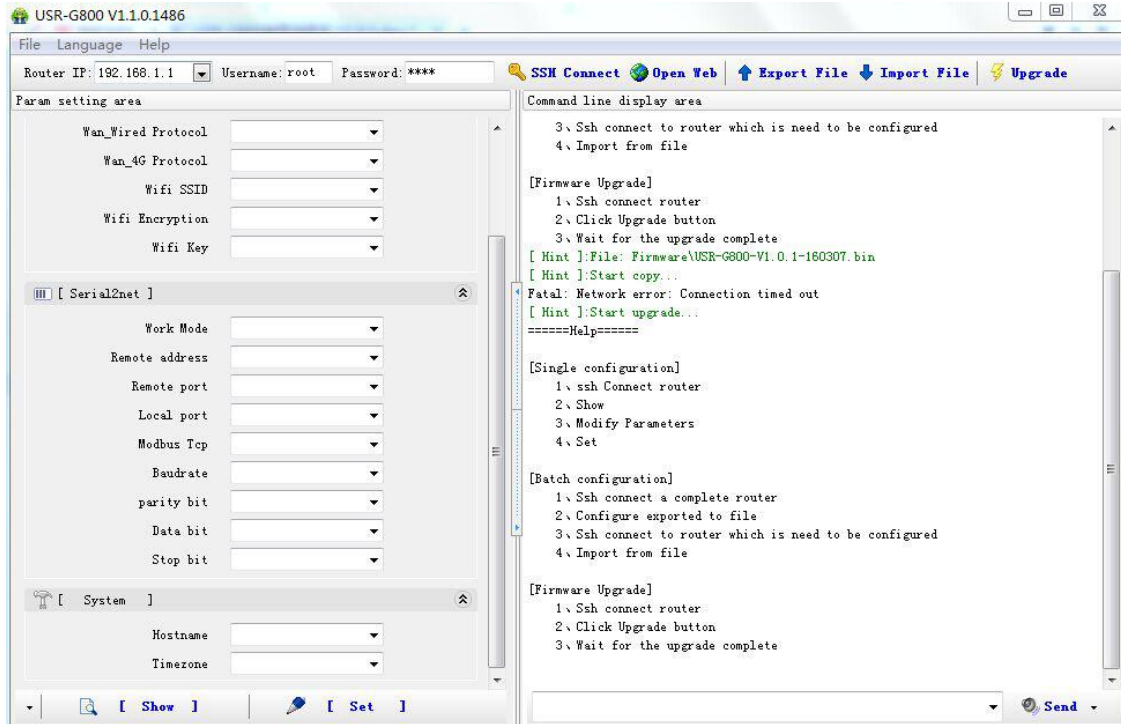 USR-G800 V1.1.0.1486
File Language Help
Router IP: 192.168.1.1 Username: root Password: **** SSH Connect Open Web Export File Import File Upgrade
Param setting area
Wan_Wired Protocol
Wan_4G Protocol
Wifi SSID
Wifi Encryption
Wifi Key
[ Serial2net ]
Work Mode
Remote address
Remote port
Local port
Modbus Tcp
Baudrate
parity bit
Data bit
Stop bit
[ System ]
Hostname
Timezone
[ Show ] [ Set ]
Command line display area
3、Ssh connect to router which is need to be configured
4、Import from file
[Firmware Upgrade]
1、Ssh connect router
2、Click Upgrade button
3、Wait for the upgrade complete
[ Hint ]:File: Firmware\USR-G800-V1.0.1-160307.bin
[ Hint ]:Start copy...
Fatal: Network error: Connection timed out
[ Hint ]:Start upgrade...
======Help======
[Single configuration]
1、ssh Connect router
2、Show
3、Modify Parameters
4、Set
[Batch configuration]
1、Ssh connect a complete router
2、Configure exported to file
3、Ssh connect to router which is need to be configured
4、Import from file
[Firmware Upgrade]
1、Ssh connect router
2、Click Upgrade button
3、Wait for the upgrade complete
Send